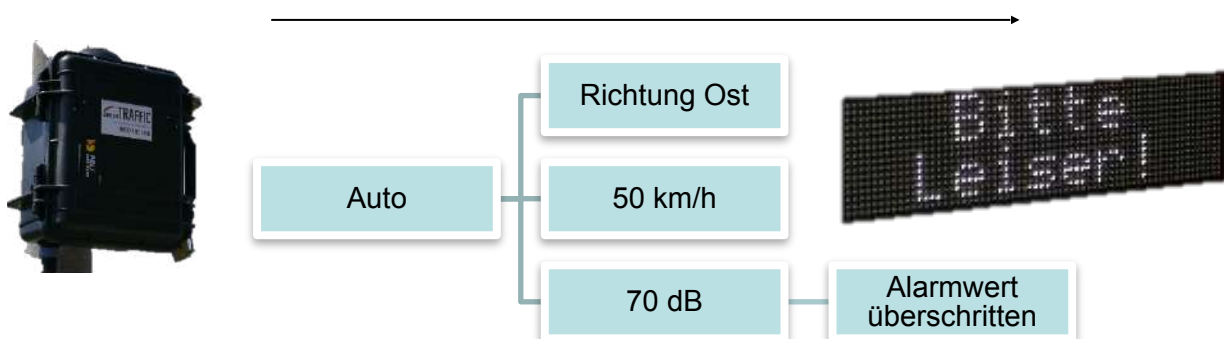 TRAFFIC
Richtung Ost
Auto
50 km/h
70 dB
Alarmwert
überschritten
Bitte
Leiser!